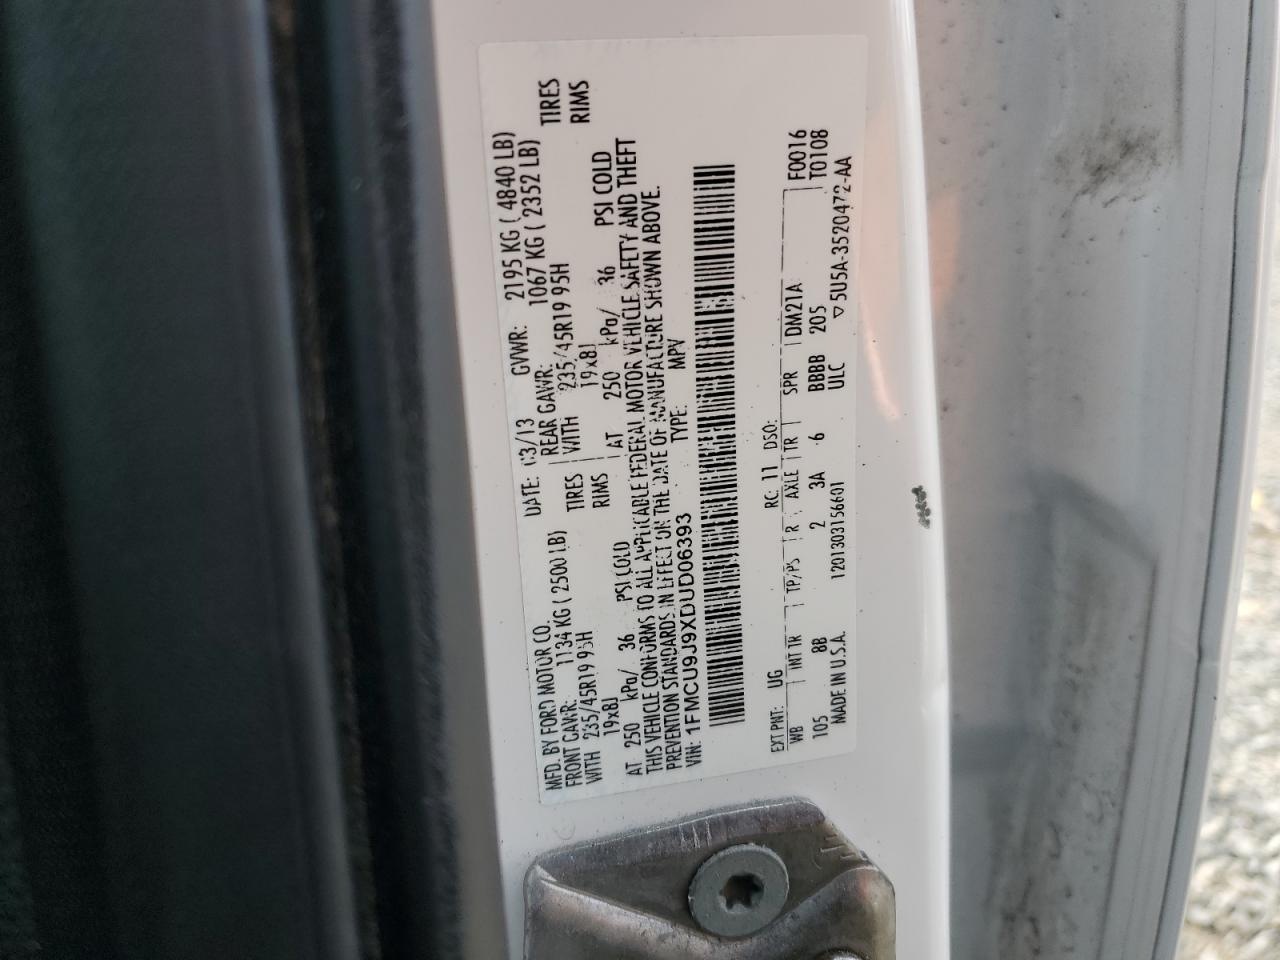 MFD. BY FORD MOTOR CO. DATE: 03/13 GVWR: 2195 KG ( 4840 LB)
FRONT GAWR: 1134 KG ( 2500 LB) REAR GAWR: 1067 KG ( 2352 LB)
WITH 235/45R19 95H TIRES WITH 235/45R19 95H TIRES
19x8J RIMS 19x8J RIMS
AT 250 kPa/ 36 PSI COLD AT 250 kPa/ 36 PSI COLD
THIS VEHICLE CONFORMS TO ALL APPLICABLE FEDERAL MOTOR VEHICLE SAFETY AND THEFT
PREVENTION STANDARDS IN EFFECT ON THE DATE OF MANUFACTURE SHOWN ABOVE.
VIN: 1FMCU9J9XDUD06393 TYPE: MPV
EXT PNT: UG RC: 11 DSO:
WB INT TR TP/PS R AXLE TR SPR DM21A F0016
105 8B 2 3A 6 BBBB 205 T0108
MADE IN U.S.A. 1201303156601 ULC ▽5U5A-3520472-AA